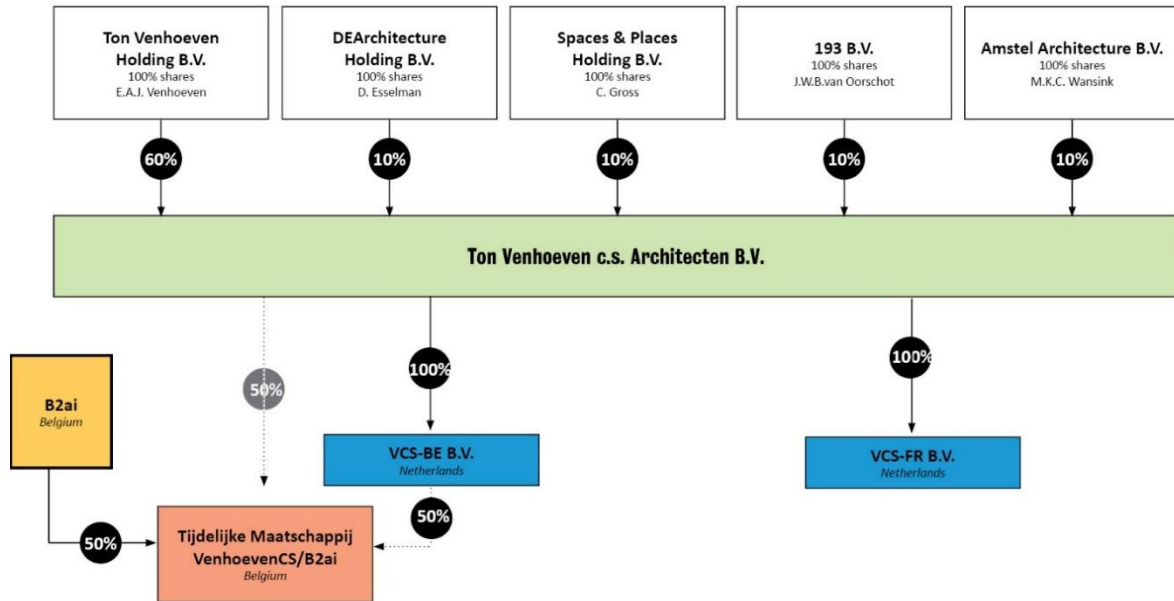 Ton Venhoeven
Holding B.V.
100% shares
E.A.J. Venhoeven
DEArchitecture
Holding B.V.
100% shares
D. Esselman
Spaces & Places
Holding B.V.
100% shares
C. Gross
193 B.V.
100% shares
J.W.B.van Oorschot
Amstel Architecture B.V.
100% shares
M.K.C. Wansink
60%
10%
10%
10%
10%
Ton Venhoeven c.s. Architecten B.V.
50%
100%
100%
B2ai
Belgium
VCS-BE B.V.
Netherlands
VCS-FR B.V.
Netherlands
50%
50%
Tijdelijke Maatschappij
VenhoevenCS/B2ai
Belgium